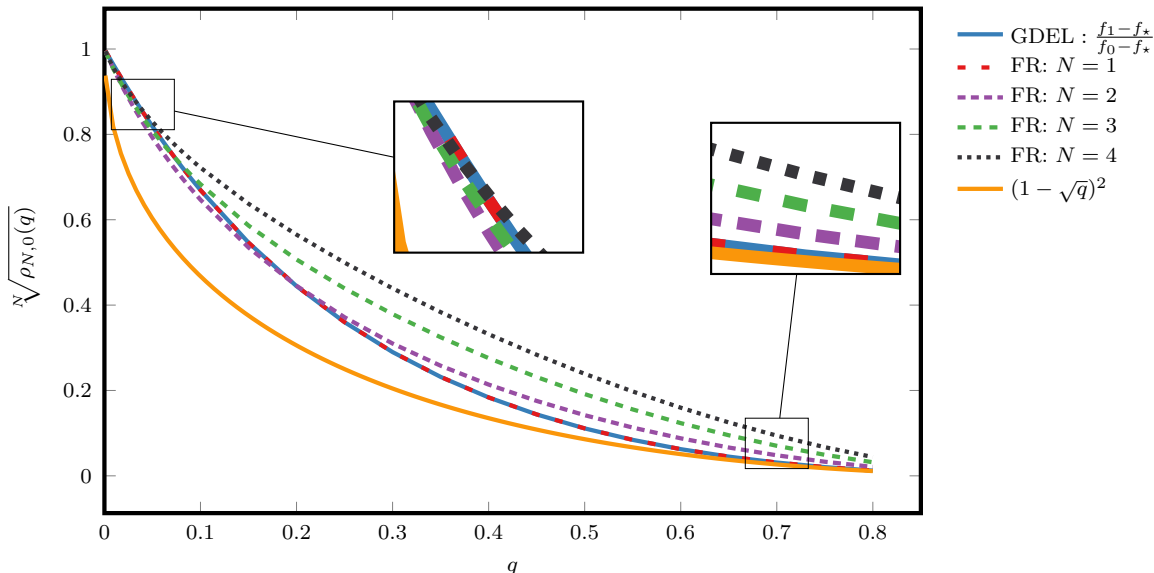 1
0.8
0.6
0.4
0.2
0
0 0.1 0.2 0.3 0.4 0.5 0.6 0.7 0.8
$\sqrt[N]{\rho_{N,0}(q)}$
GDEL : $\frac{f_1 - f_\star}{f_0 - f_\star}$
FR: $N = 1$
FR: $N = 2$
FR: $N = 3$
FR: $N = 4$
$(1 - \sqrt{q})^2$